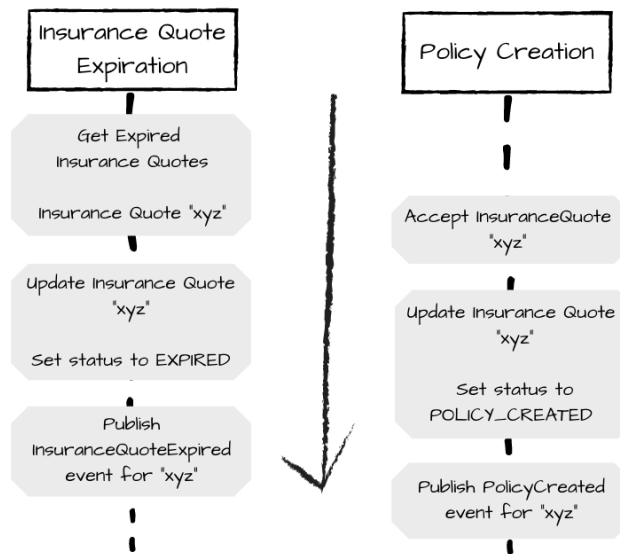 Insurance Quote
Expiration
Get Expired
Insurance Quotes
Insurance Quote "xyz"
Update Insurance Quote
"xyz"
Set status to EXPIRED
Publish
InsuranceQuoteExpired
event for "xyz"
Policy Creation
Accept InsuranceQuote
"xyz"
Update Insurance Quote
"xyz"
Set status to
POLICY_CREATED
Publish PolicyCreated
event for "xyz"